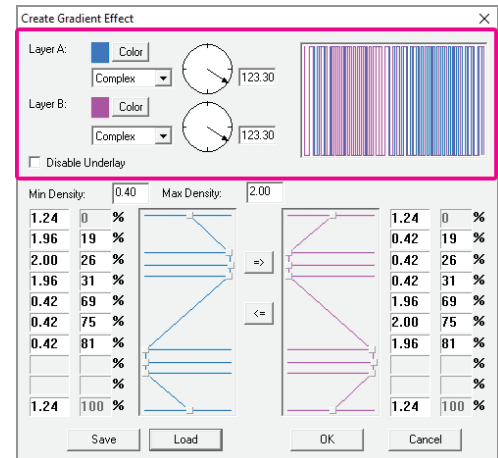 Create Gradient Effect
Layer A:
Color
Complex
123.30
Layer B:
Color
Complex
123.30
Disable Underlay
Min Density: 0.40 Max Density: 2.00
1.24 0 % 1.24 0 %
1.96 19 % 0.42 19 %
2.00 26 % => 0.42 26 %
1.96 31 % 0.42 31 %
0.42 69 % 1.96 69 %
0.42 75 % <= 2.00 75 %
0.42 81 % 1.96 81 %
% %
% %
1.24 100 % 1.24 100 %
Save Load OK Cancel